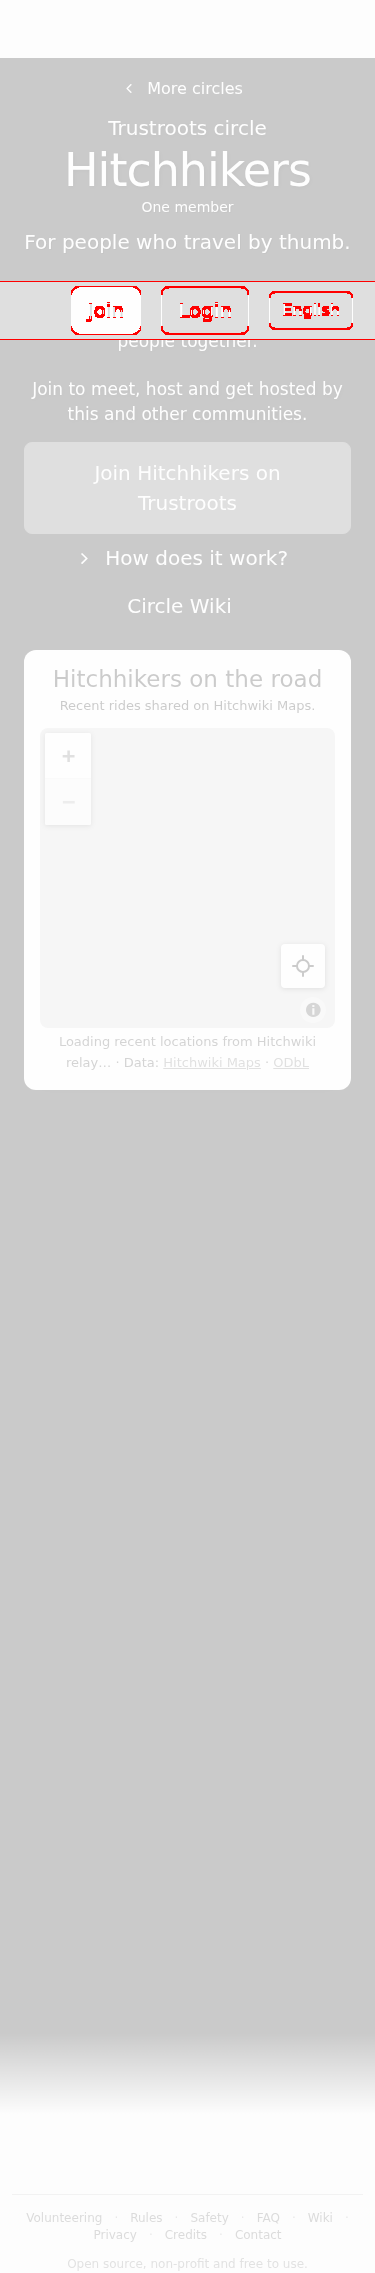 More circles
Trustroots circle
Hitchhikers
One member
For people who travel by thumb.
Join Login English
people together.
Join to meet, host and get hosted by
this and other communities.
Join Hitchhikers on
Trustroots
How does it work?
Circle Wiki
Hitchhikers on the road
Recent rides shared on Hitchwiki Maps.
+
−
Loading recent locations from Hitchwiki
relay... · Data: Hitchwiki Maps · ODbL
Volunteering · Rules · Safety · FAQ · Wiki ·
Privacy · Credits · Contact
Open source, non-profit and free to use.